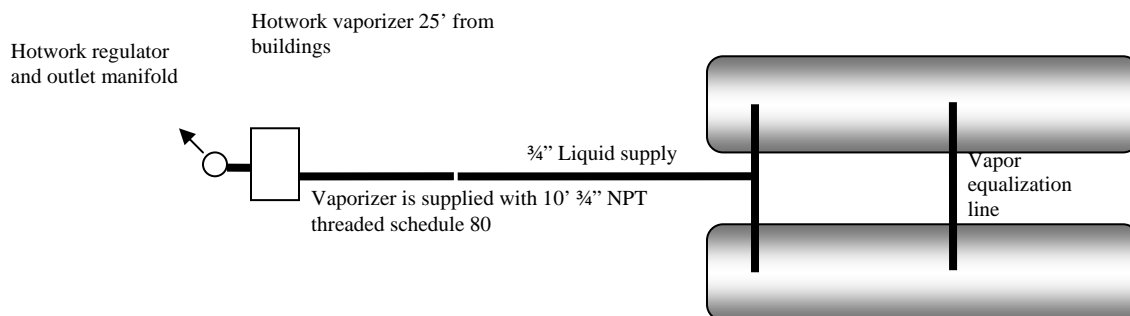 Hotwork vaporizer 25’ from
buildings
Hotwork regulator
and outlet manifold
¾” Liquid supply
Vaporizer is supplied with 10’ ¾” NPT
threaded schedule 80
Vapor
equalization
line